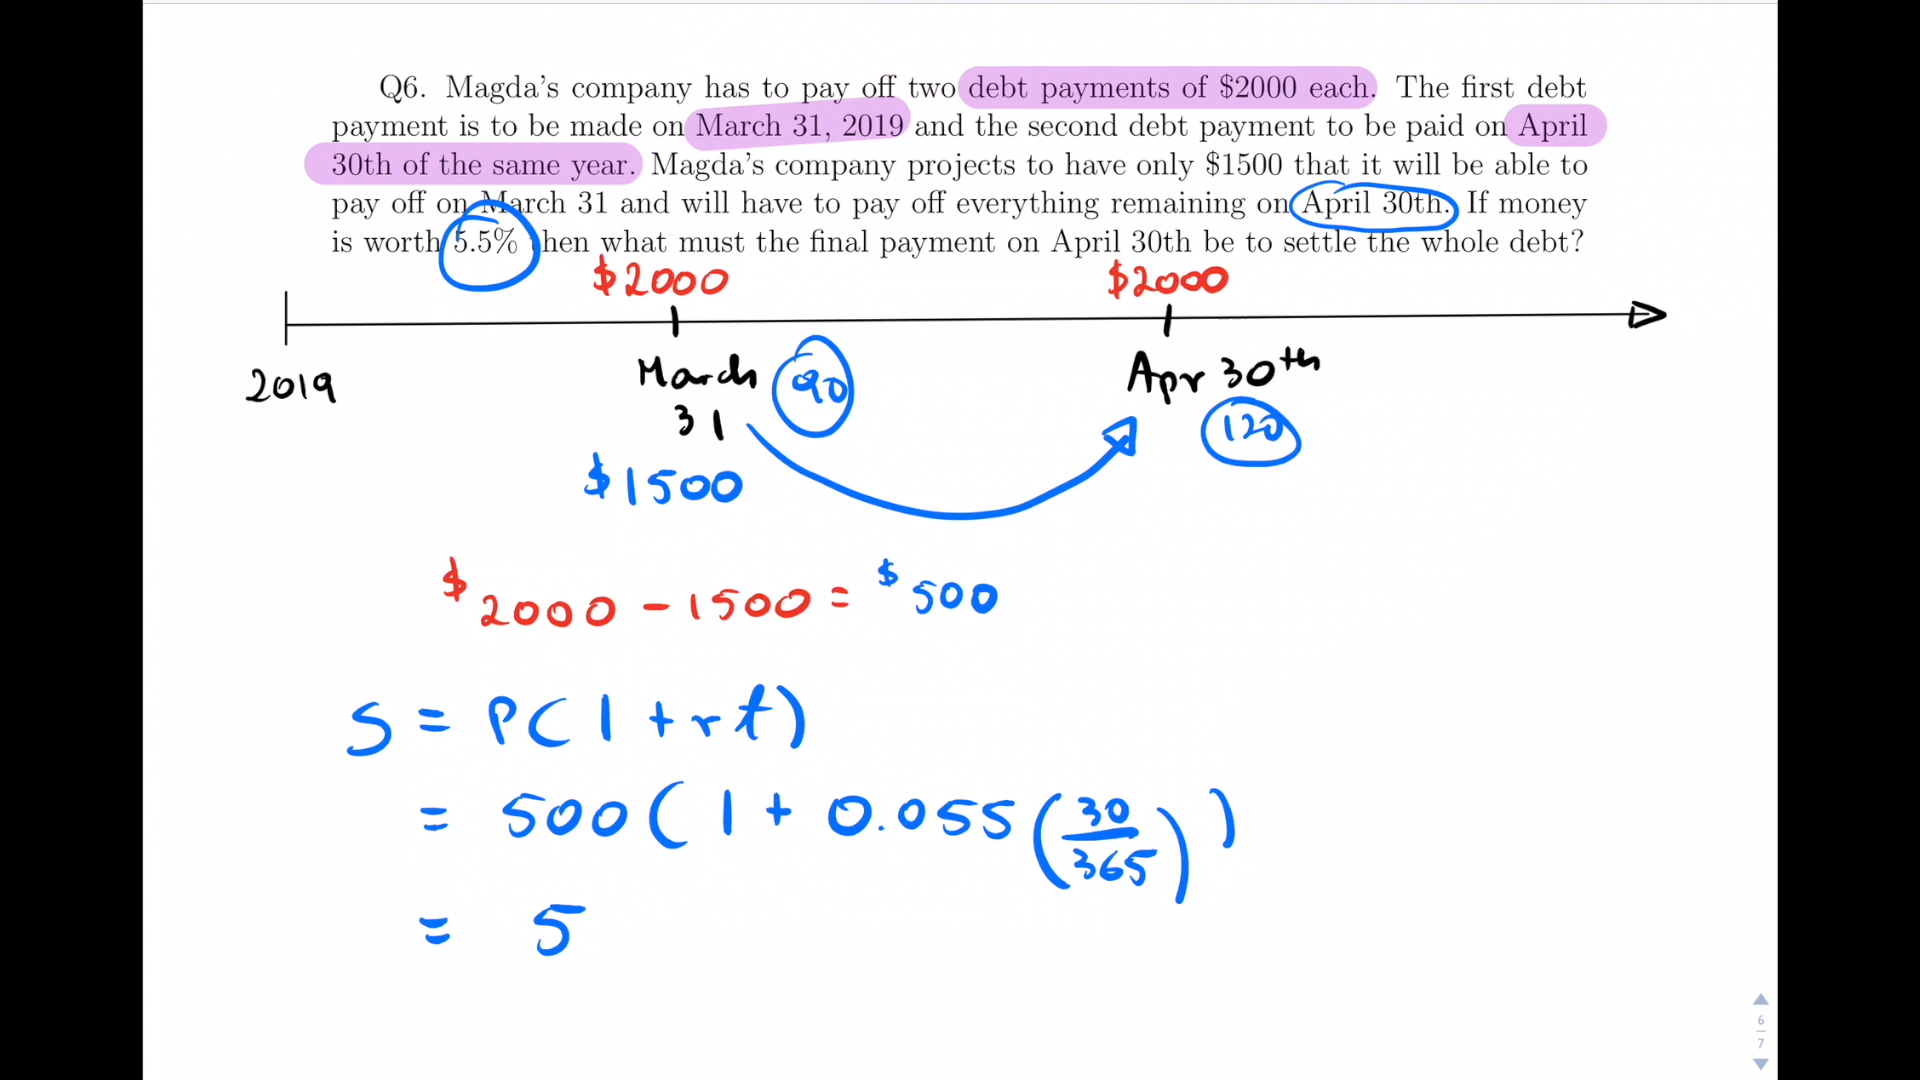 Q6. Magda's company has to pay off two debt payments of $2000 each. The first debt
payment is to be made on March 31, 2019 and the second debt payment to be paid on April
30th of the same year. Magda's company projects to have only $1500 that it will be able to
pay off on March 31 and will have to pay off everything remaining on April 30th. If money
is worth 5.5% then what must the final payment on April 30th be to settle the whole debt?
$2000 $2000
2019 March 31 90 Apr 30th 120
$1500
$2000 - 1500 = $500
S = P(1 + rt)
= 500(1 + 0.055(30/365))
= 5
6
7